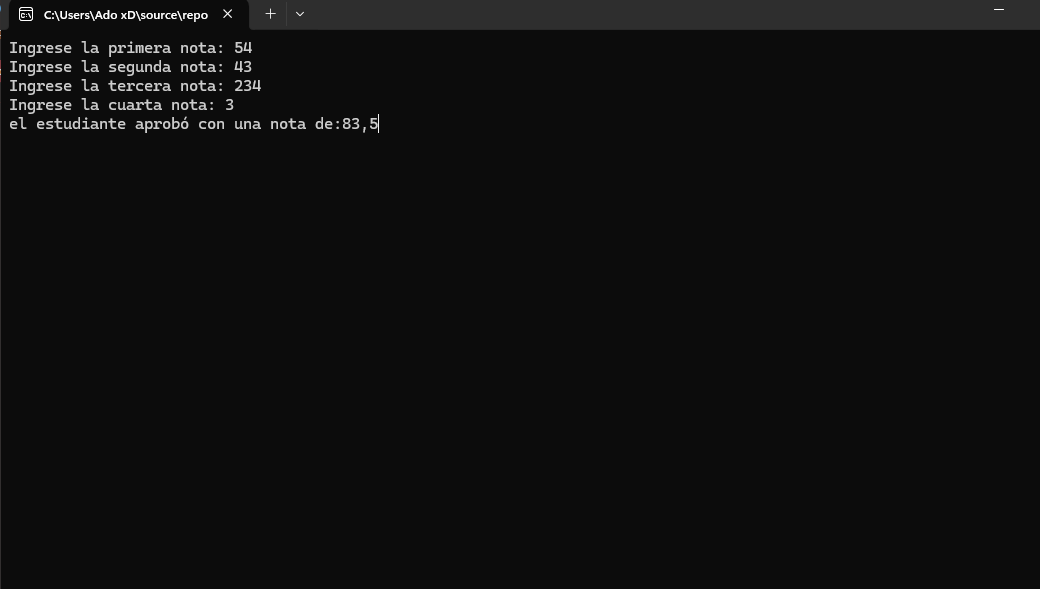 C:\Users\Ado xD\source\repo
Ingrese la primera nota: 54
Ingrese la segunda nota: 43
Ingrese la tercera nota: 234
Ingrese la cuarta nota: 3
el estudiante aprobó con una nota de:83,5